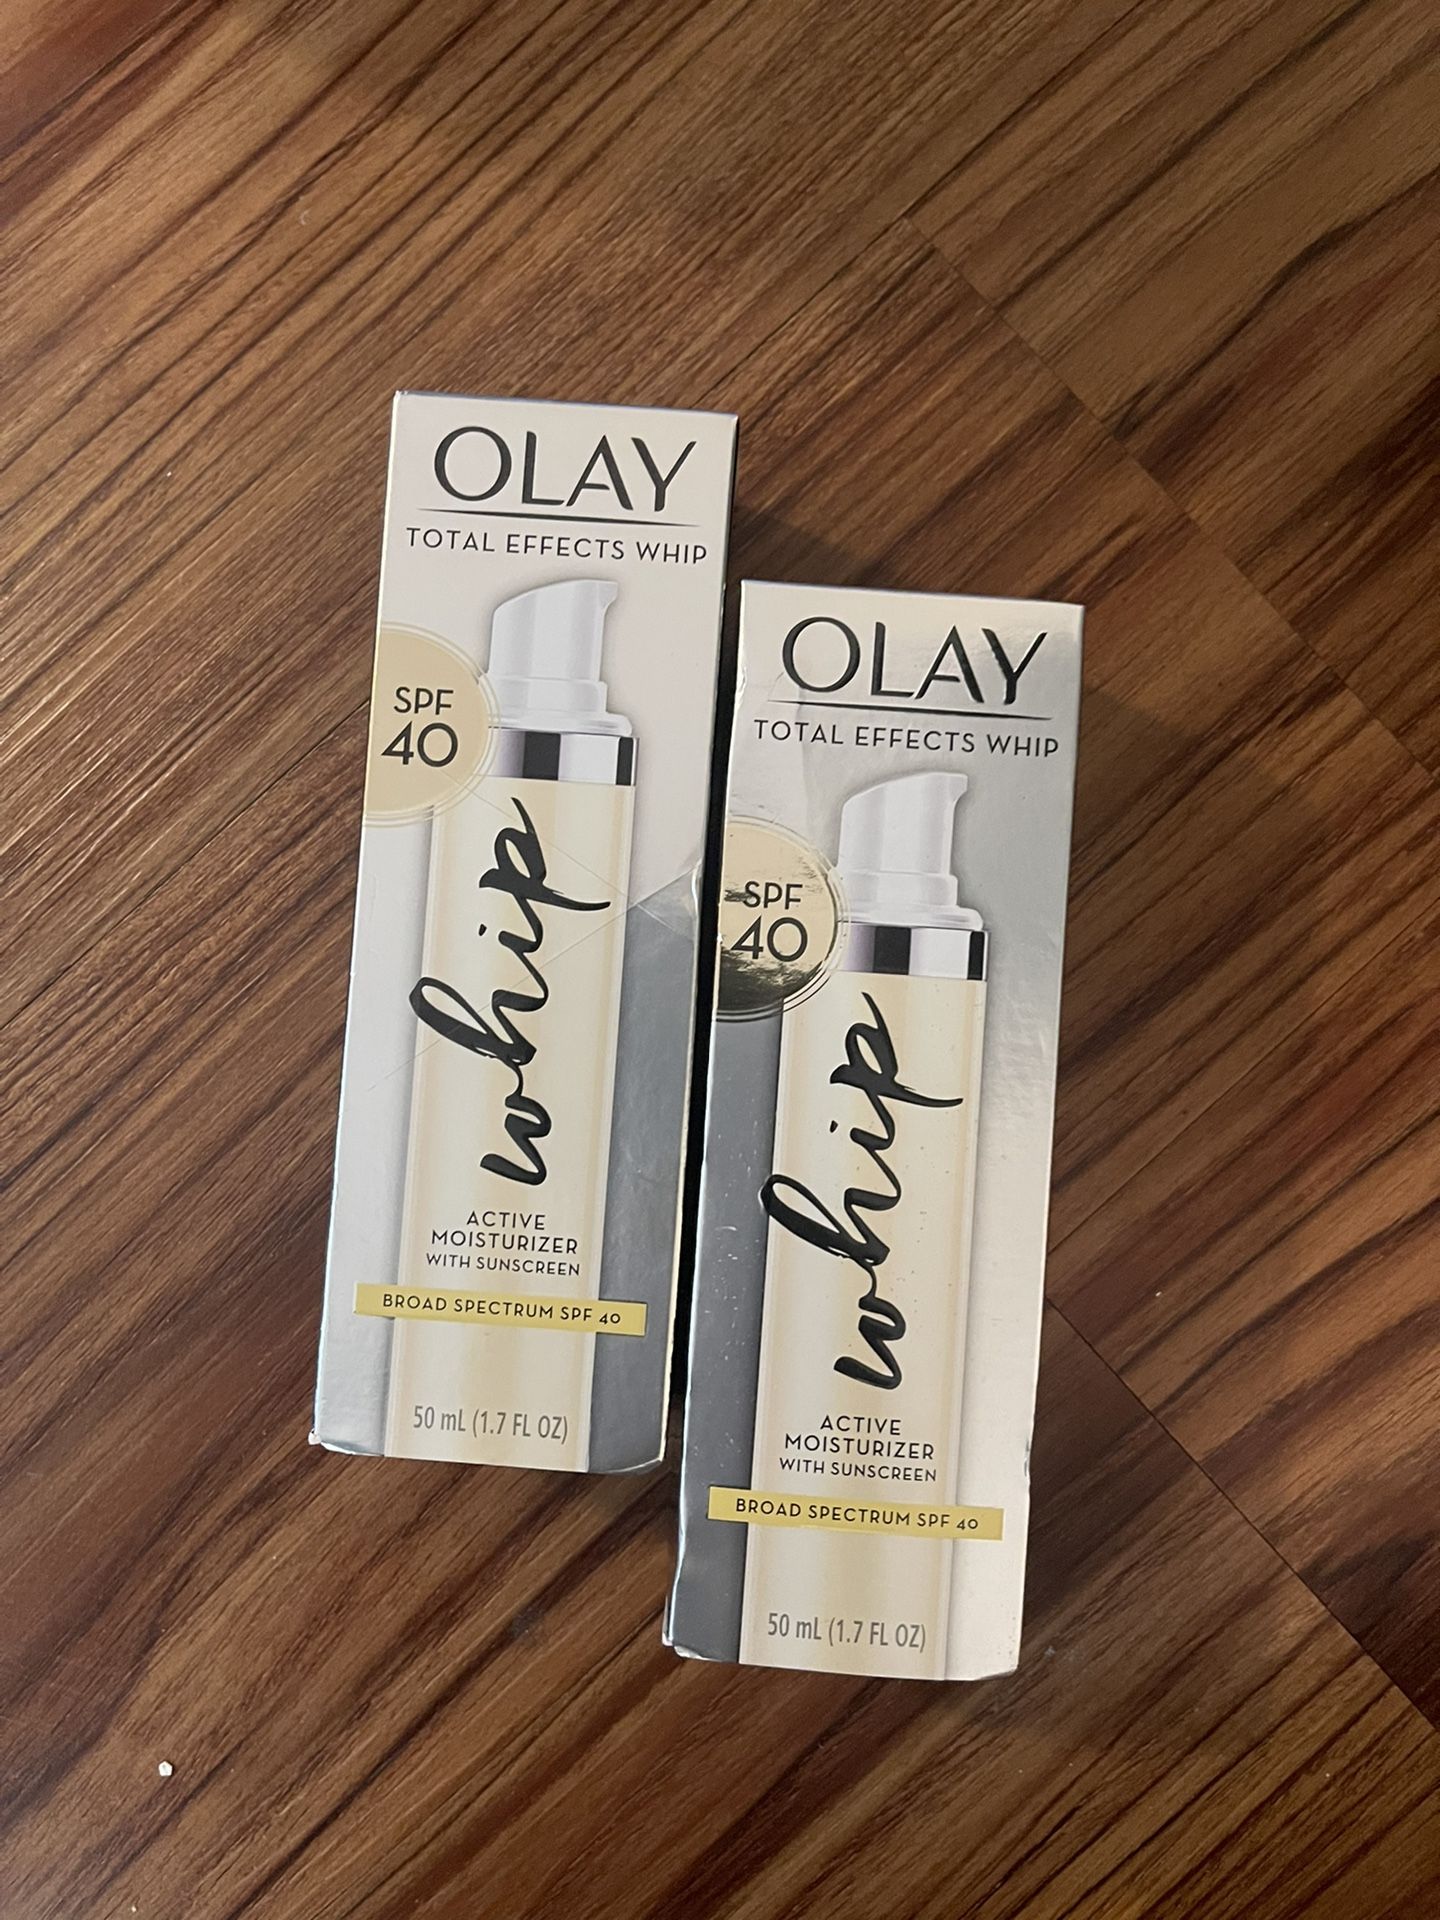 OLAY
TOTAL EFFECTS WHIP
SPF
40
whip
ACTIVE
MOISTURIZER
WITH SUNSCREEN
BROAD SPECTRUM SPF 40
50 mL (1.7 FL OZ)
OLAY
TOTAL EFFECTS WHIP
SPF
40
whip
ACTIVE
MOISTURIZER
WITH SUNSCREEN
BROAD SPECTRUM SPF 40
50 mL (1.7 FL OZ)